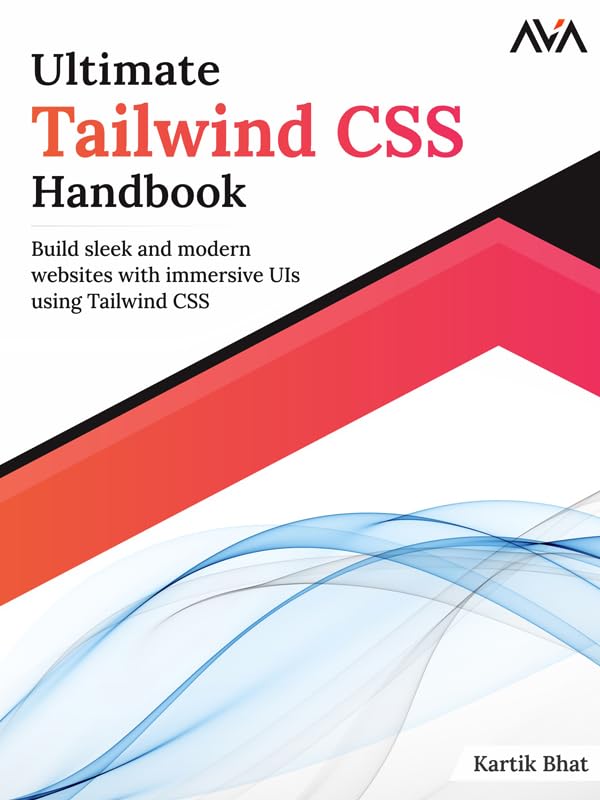 AVA
Ultimate
Tailwind CSS
Handbook
Build sleek and modern
websites with immersive UIs
using Tailwind CSS
Kartik Bhat